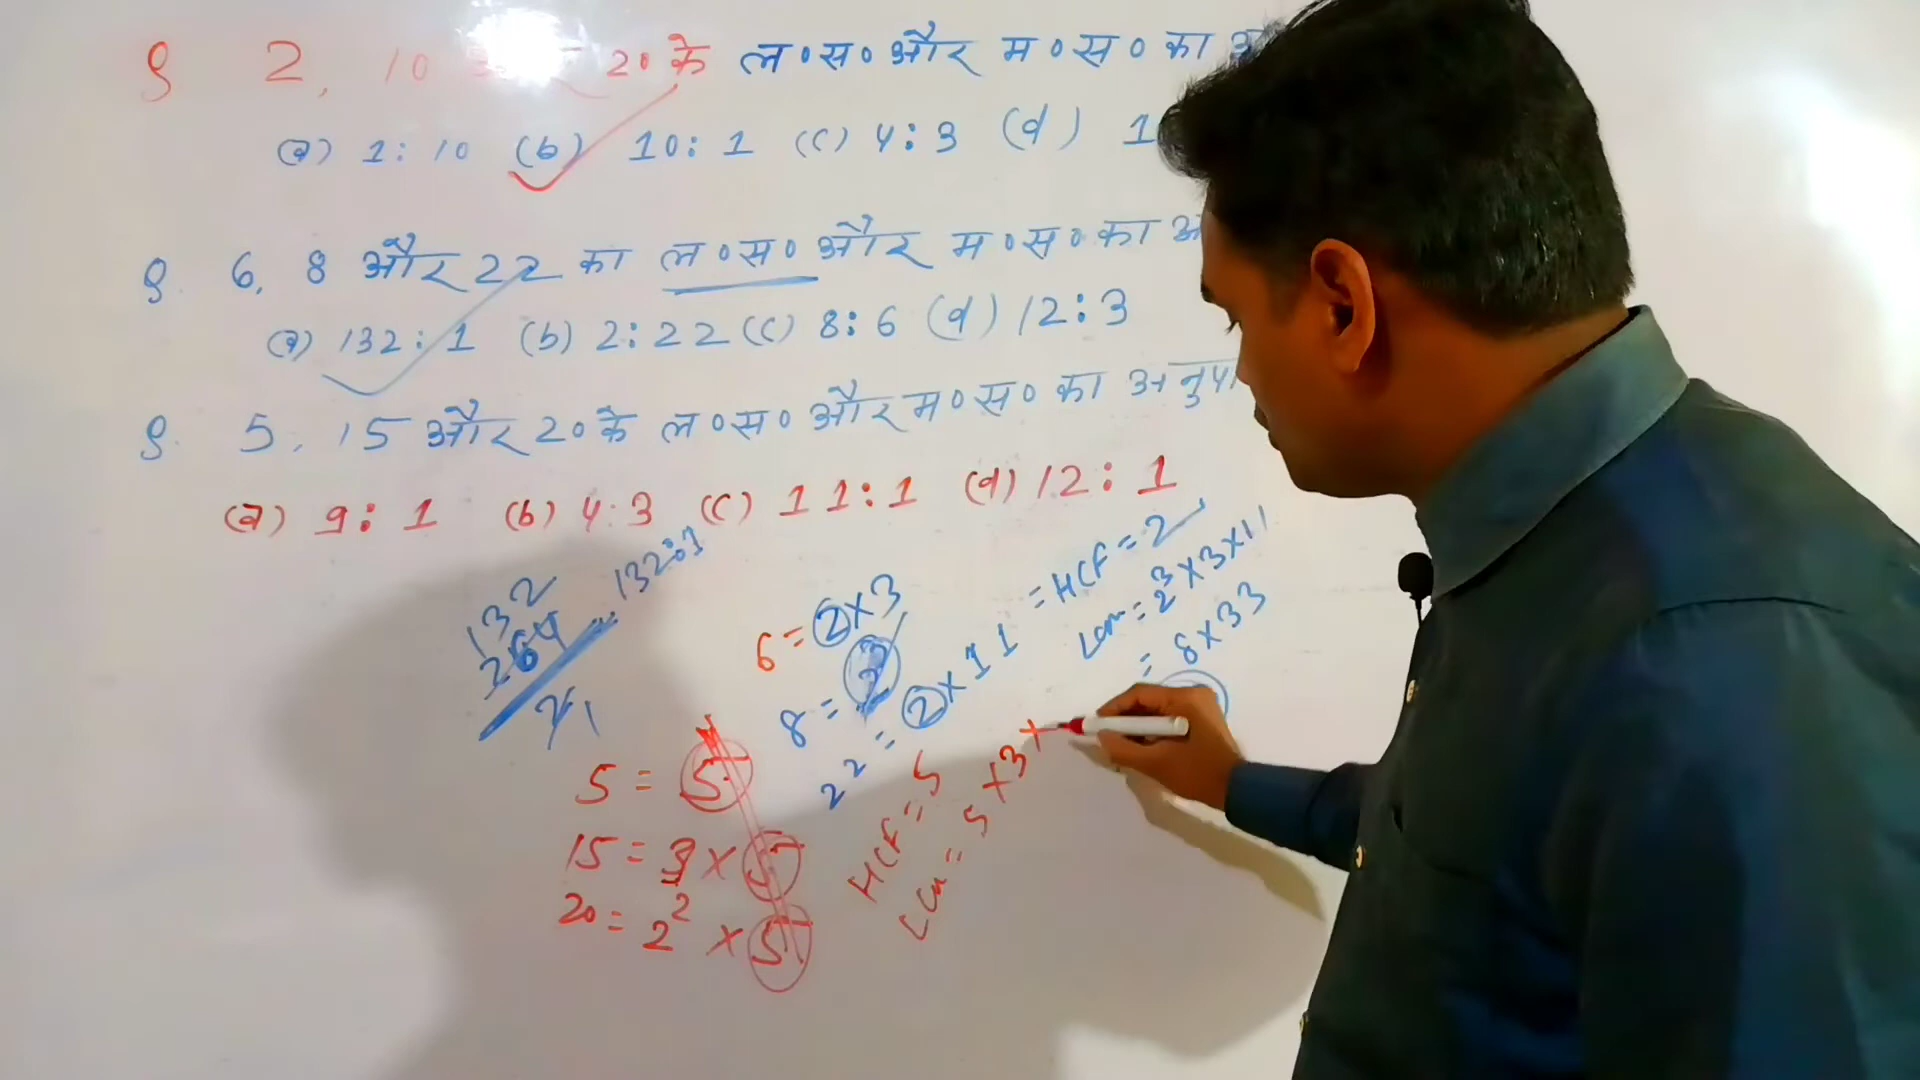 Q 2, 10 20 के ल०स० और म०स० का
(a) 1:10 (b) 10:1 (c) 4:3 (d) 1
Q. 6, 8 और 22 का ल०स० और म०स० का
(a) 132:1 (b) 2:22 (c) 8:6 (d) 12:3
Q. 5, 15 और 20 के ल०स० और म०स० का अनुपा
(a) 9:1 (b) 4:3 (c) 11:1 (d) 12:1
132
264
2 1
132:1
6 = 2×3
8 =
22 = 2×11
= HCF = 2
Lcm = 2³×3×11
= 8×33
5 = 5
15 = 3×5
20 = 2²×5
HCF = 5
LCM = 5×3×